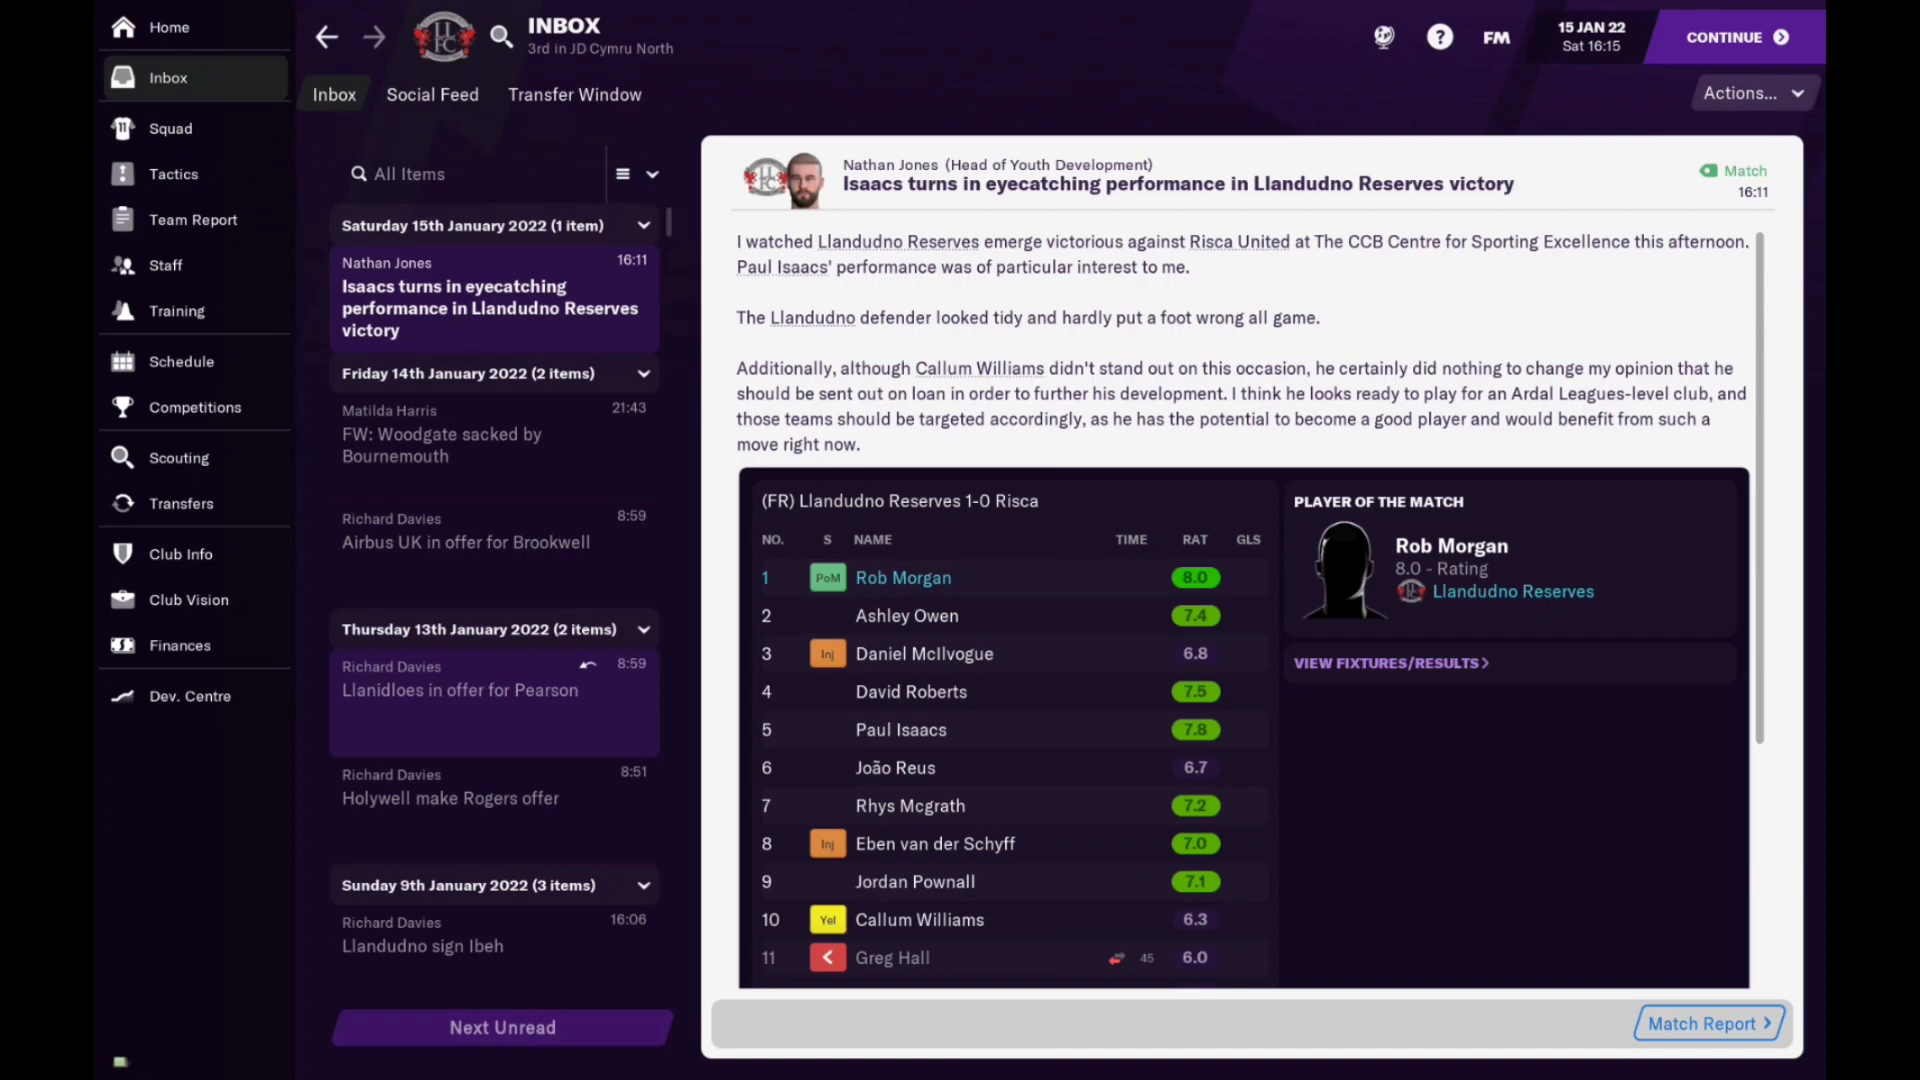 Home
Inbox
Squad
Tactics
Team Report
Staff
Training
Schedule
Competitions
Scouting
Transfers
Club Info
Club Vision
Finances
Dev. Centre
INBOX
3rd in JD Cymru North
FM
15 JAN 22
Sat 16:15
CONTINUE
Inbox
Social Feed
Transfer Window
Actions...
All Items
Saturday 15th January 2022 (1 item)
Nathan Jones 16:11
Isaacs turns in eyecatching
performance in Llandudno Reserves
victory
Friday 14th January 2022 (2 items)
Matilda Harris 21:43
FW: Woodgate sacked by
Bournemouth
Richard Davies 8:59
Airbus UK in offer for Brookwell
Thursday 13th January 2022 (2 items)
Richard Davies 8:59
Llanidloes in offer for Pearson
Richard Davies 8:51
Holywell make Rogers offer
Sunday 9th January 2022 (3 items)
Richard Davies 16:06
Llandudno sign Ibeh
Next Unread
Nathan Jones (Head of Youth Development)
Isaacs turns in eyecatching performance in Llandudno Reserves victory
Match
16:11
I watched Llandudno Reserves emerge victorious against Risca United at The CCB Centre for Sporting Excellence this afternoon.
Paul Isaacs' performance was of particular interest to me.
The Llandudno defender looked tidy and hardly put a foot wrong all game.
Additionally, although Callum Williams didn't stand out on this occasion, he certainly did nothing to change my opinion that he
should be sent out on loan in order to further his development. I think he looks ready to play for an Ardal Leagues-level club, and
those teams should be targeted accordingly, as he has the potential to become a good player and would benefit from such a
move right now.
(FR) Llandudno Reserves 1-0 Risca
NO. S NAME TIME RAT GLS
1 PoM Rob Morgan 8.0
2 Ashley Owen 7.4
3 Inj Daniel McIlvogue 6.8
4 David Roberts 7.5
5 Paul Isaacs 7.8
6 João Reus 6.7
7 Rhys Mcgrath 7.2
8 Inj Eben van der Schyff 7.0
9 Jordan Pownall 7.1
10 Yel Callum Williams 6.3
11 Greg Hall 45 6.0
PLAYER OF THE MATCH
Rob Morgan
8.0 - Rating
Llandudno Reserves
VIEW FIXTURES/RESULTS
Match Report